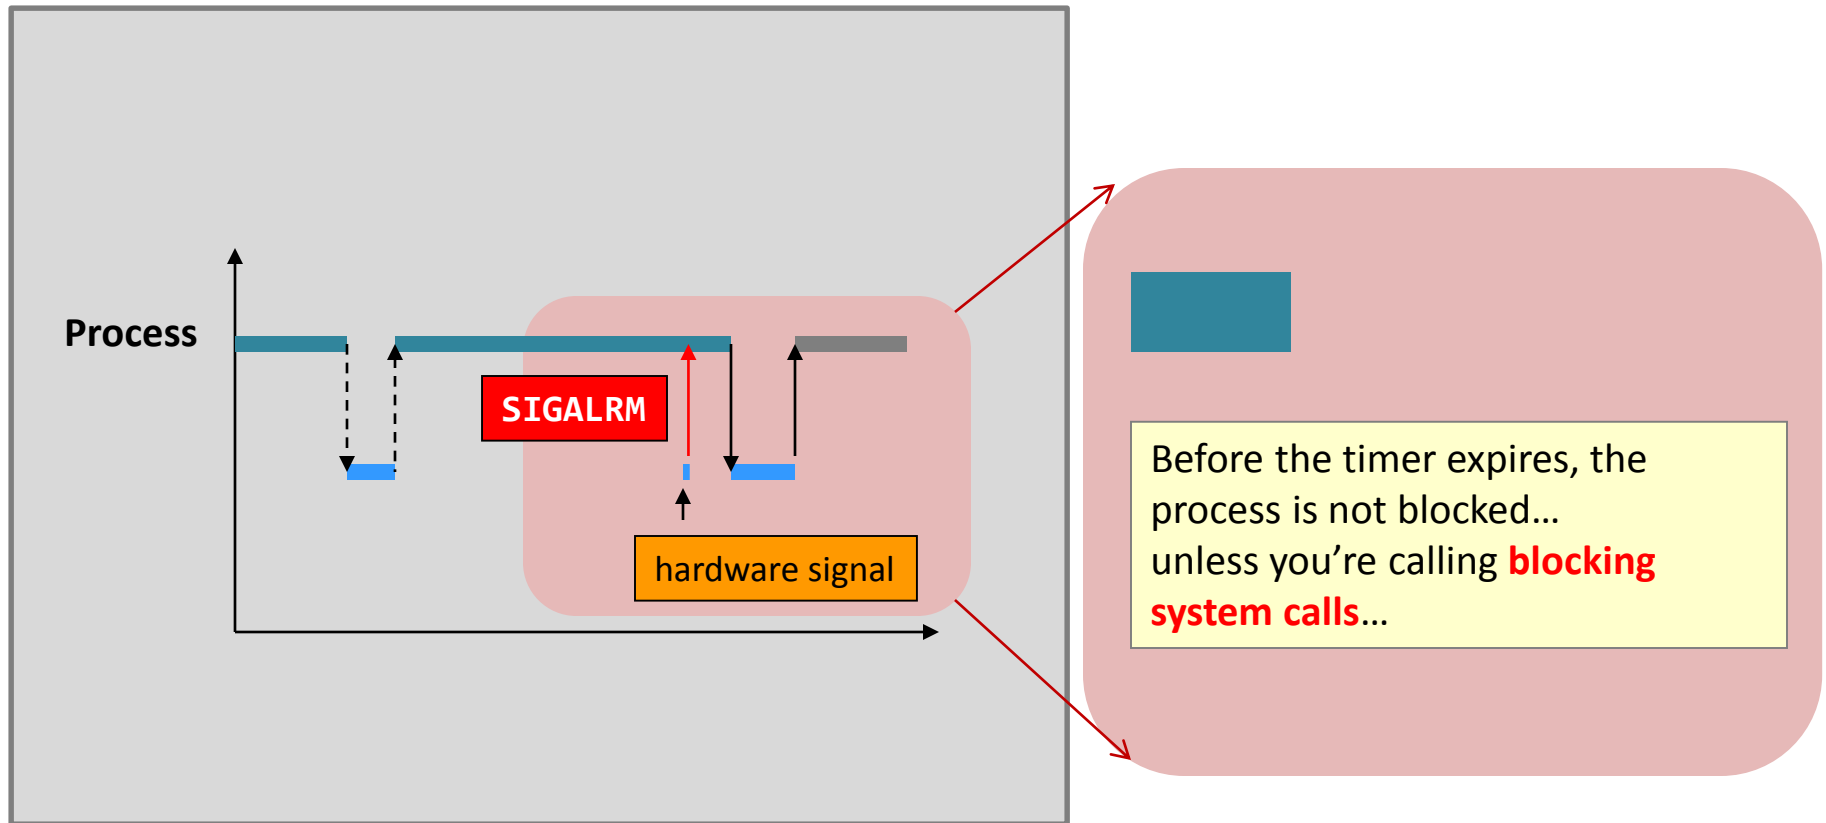 Process
SIGALRM
hardware signal
Before the timer expires, the
process is not blocked…
unless you’re calling blocking
system calls…